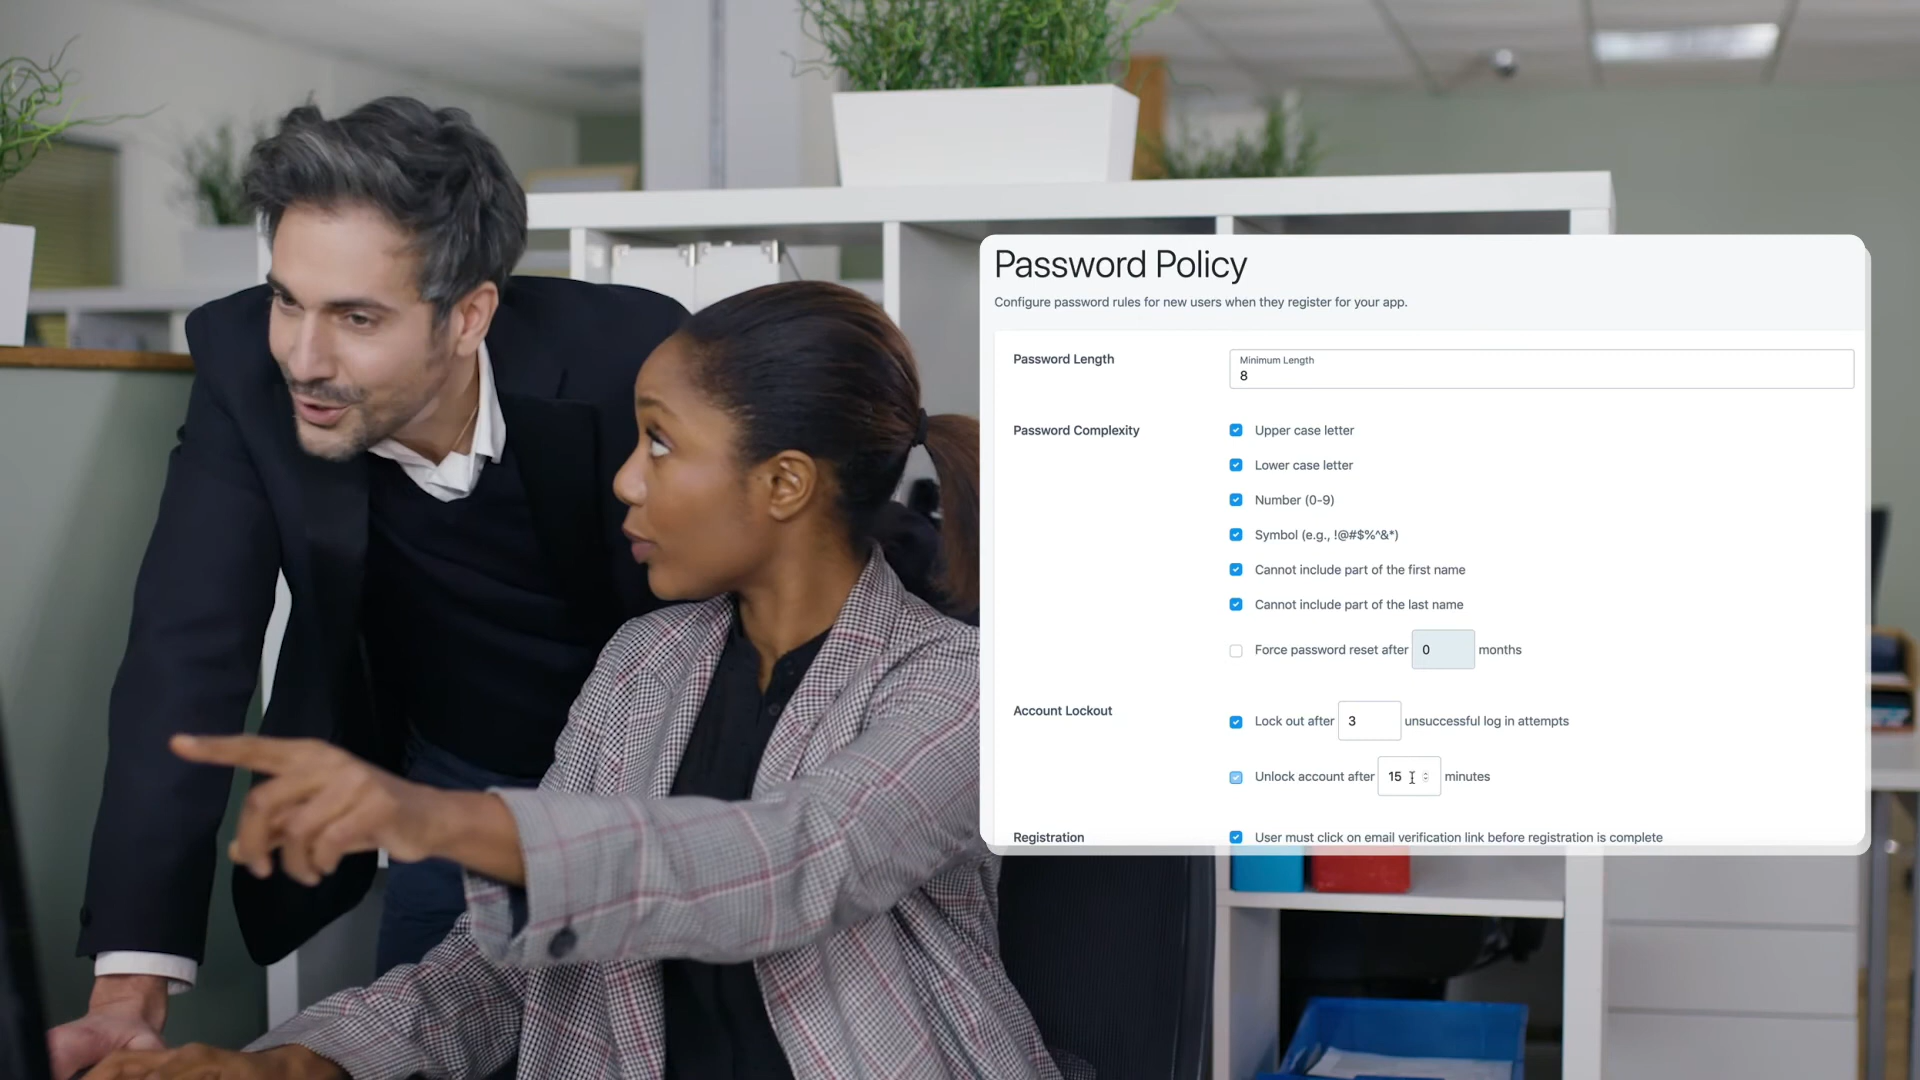 Password Policy
Configure password rules for new users when they register for your app.
Password Length
Minimum Length
8
Password Complexity
Upper case letter
Lower case letter
Number (0-9)
Symbol (e.g., !@#$%^&*)
Cannot include part of the first name
Cannot include part of the last name
Force password reset after 0 months
Account Lockout
Lock out after 3 unsuccessful log in attempts
Unlock account after 15 minutes
Registration
User must click on email verification link before registration is complete